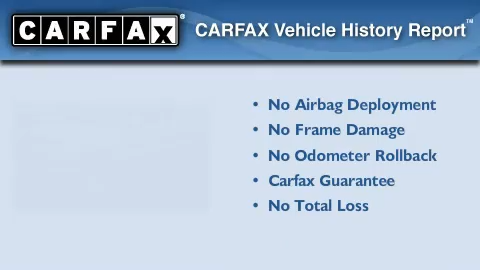 CARFAX® CARFAX Vehicle History Report™
• No Airbag Deployment
• No Frame Damage
• No Odometer Rollback
• Carfax Guarantee
• No Total Loss